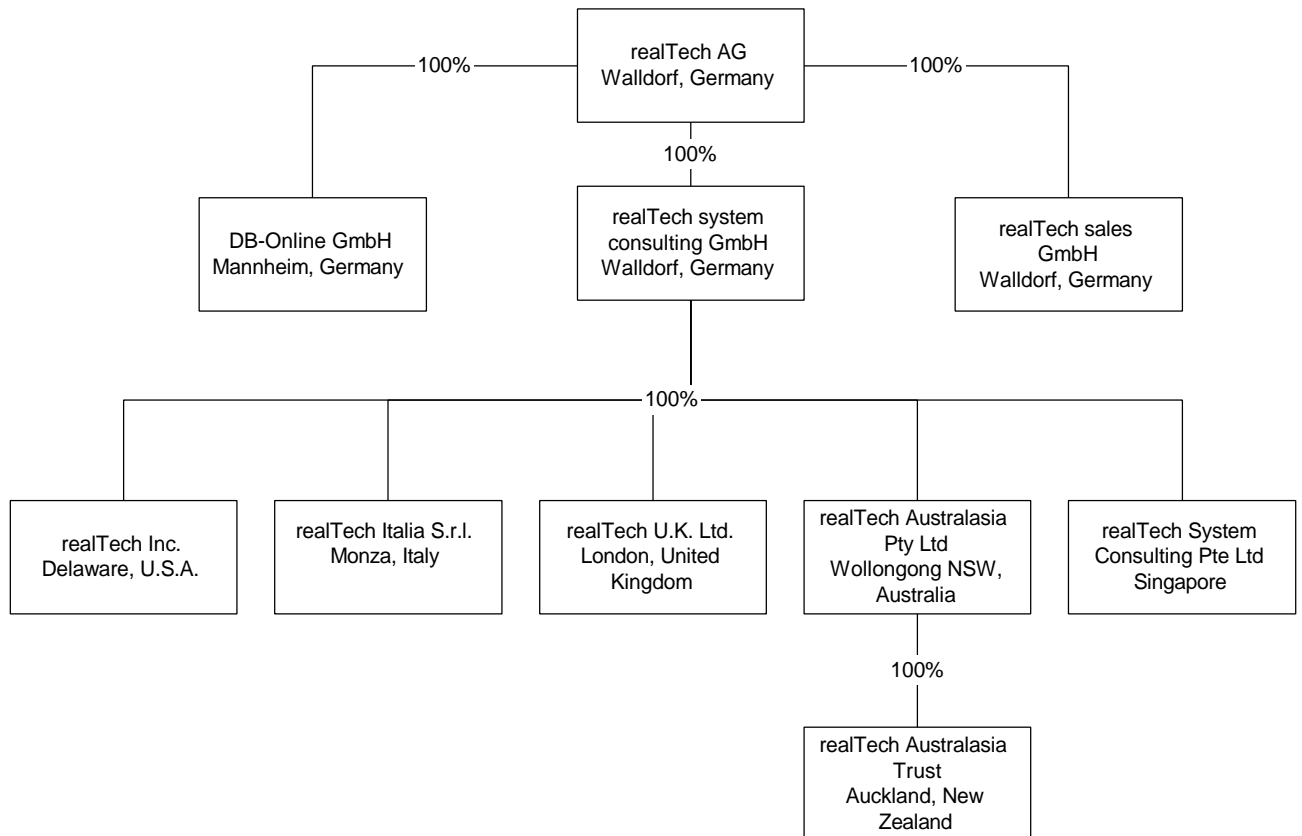 realTech AG
Walldorf, Germany
100%
100%
100%
DB-Online GmbH
Mannheim, Germany
realTech system
consulting GmbH
Walldorf, Germany
realTech sales
GmbH
Walldorf, Germany
100%
realTech Inc.
Delaware, U.S.A.
realTech Italia S.r.l.
Monza, Italy
realTech U.K. Ltd.
London, United
Kingdom
realTech Australasia
Pty Ltd
Wollongong NSW,
Australia
realTech System
Consulting Pte Ltd
Singapore
100%
realTech Australasia
Trust
Auckland, New
Zealand